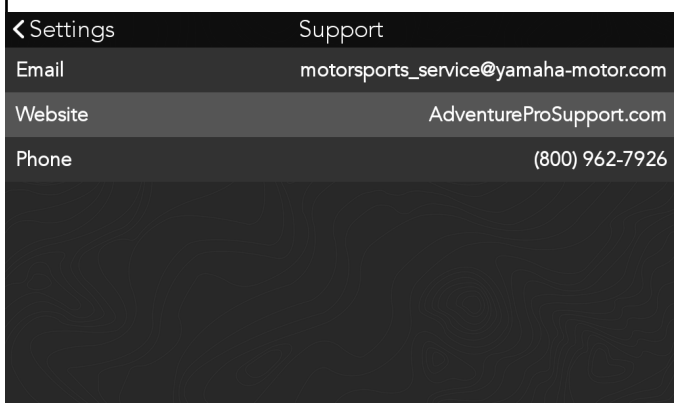 Settings Support
Email motorsports_service@yamaha-motor.com
Website AdventureProSupport.com
Phone (800) 962-7926